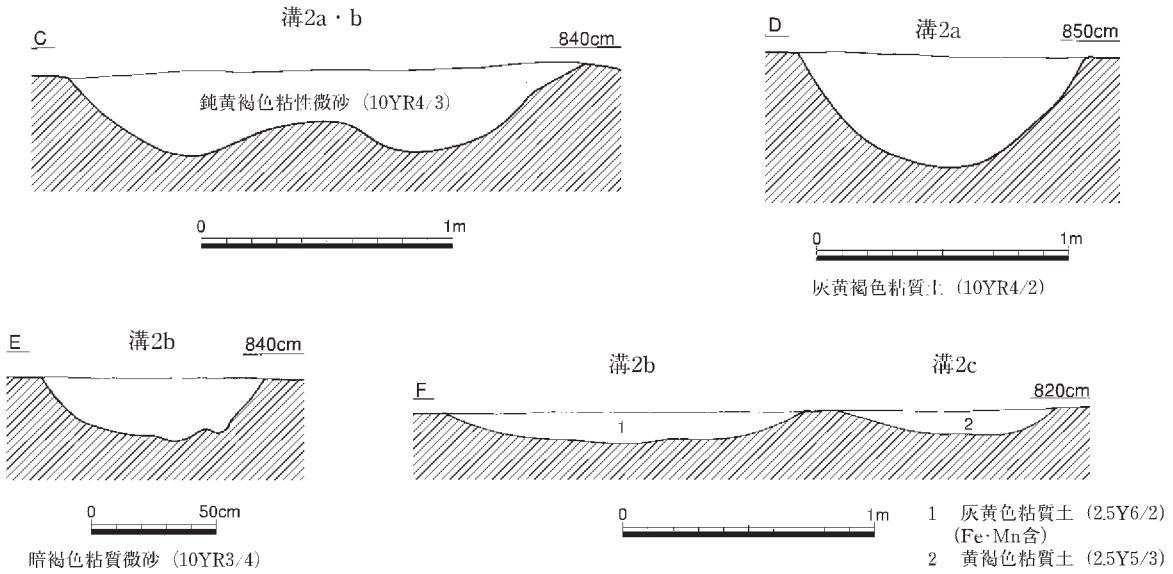 溝2a・b
C
840cm
鈍黄褐色粘性微砂 (10YR4/3)
0 1m
溝2a
D
850cm
0 1m
灰黄褐色粘質土 (10YR4/2)
溝2b
E
840cm
0 50cm
暗褐色粘質微砂 (10YR3/4)
溝2b 溝2c
F
820cm
1 2
0 1m
1 灰黄色粘質土 (2.5Y6/2)
(Fe・Mn含)
2 黄褐色粘質土 (2.5Y5/3)